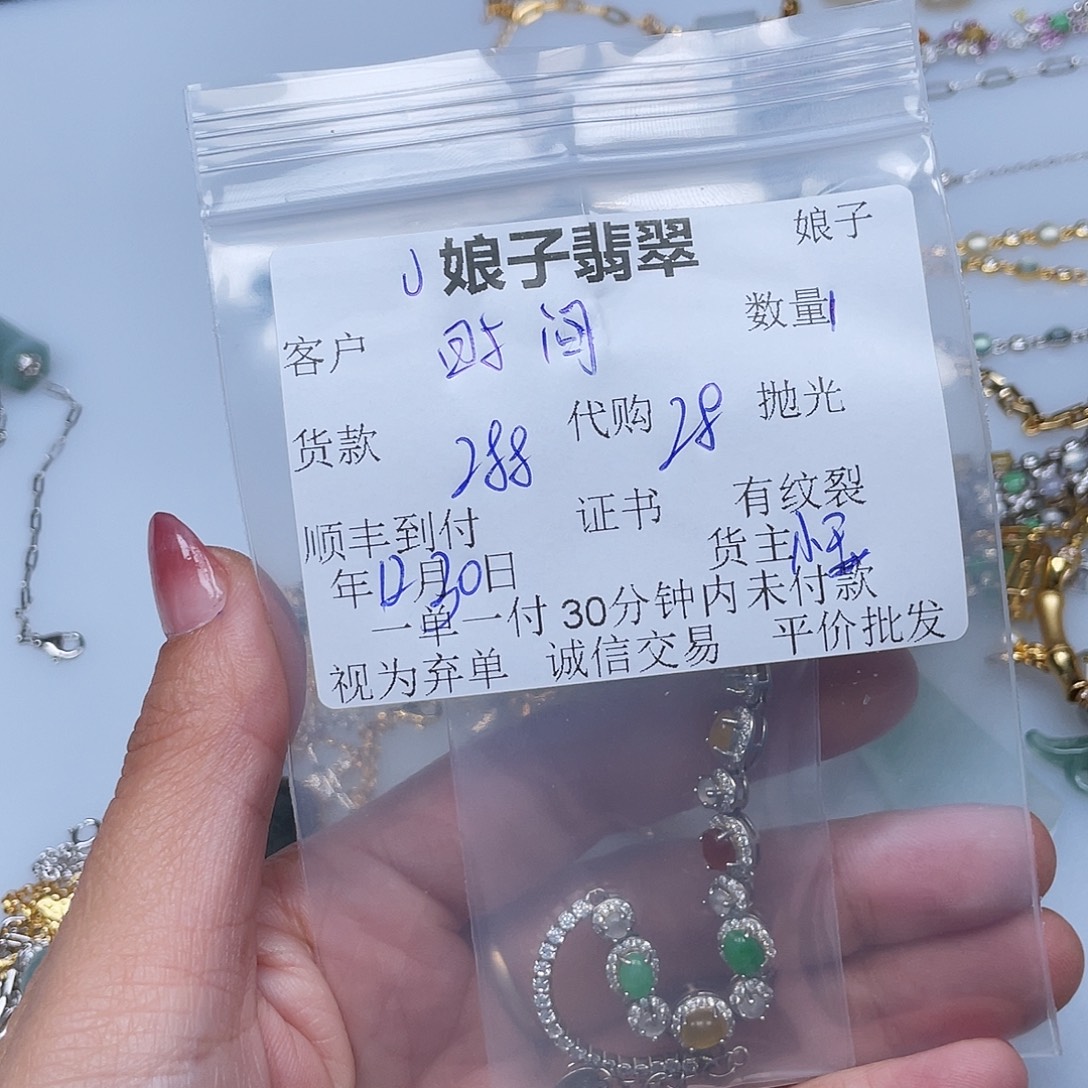 娘子
J 娘子翡翠
客户 时间 数量 1
货款 288 代购 28 抛光
顺丰到付 证书 有纹裂
年12月30日 货主
一单一付 30分钟内未付款
视为弃单 诚信交易 平价批发